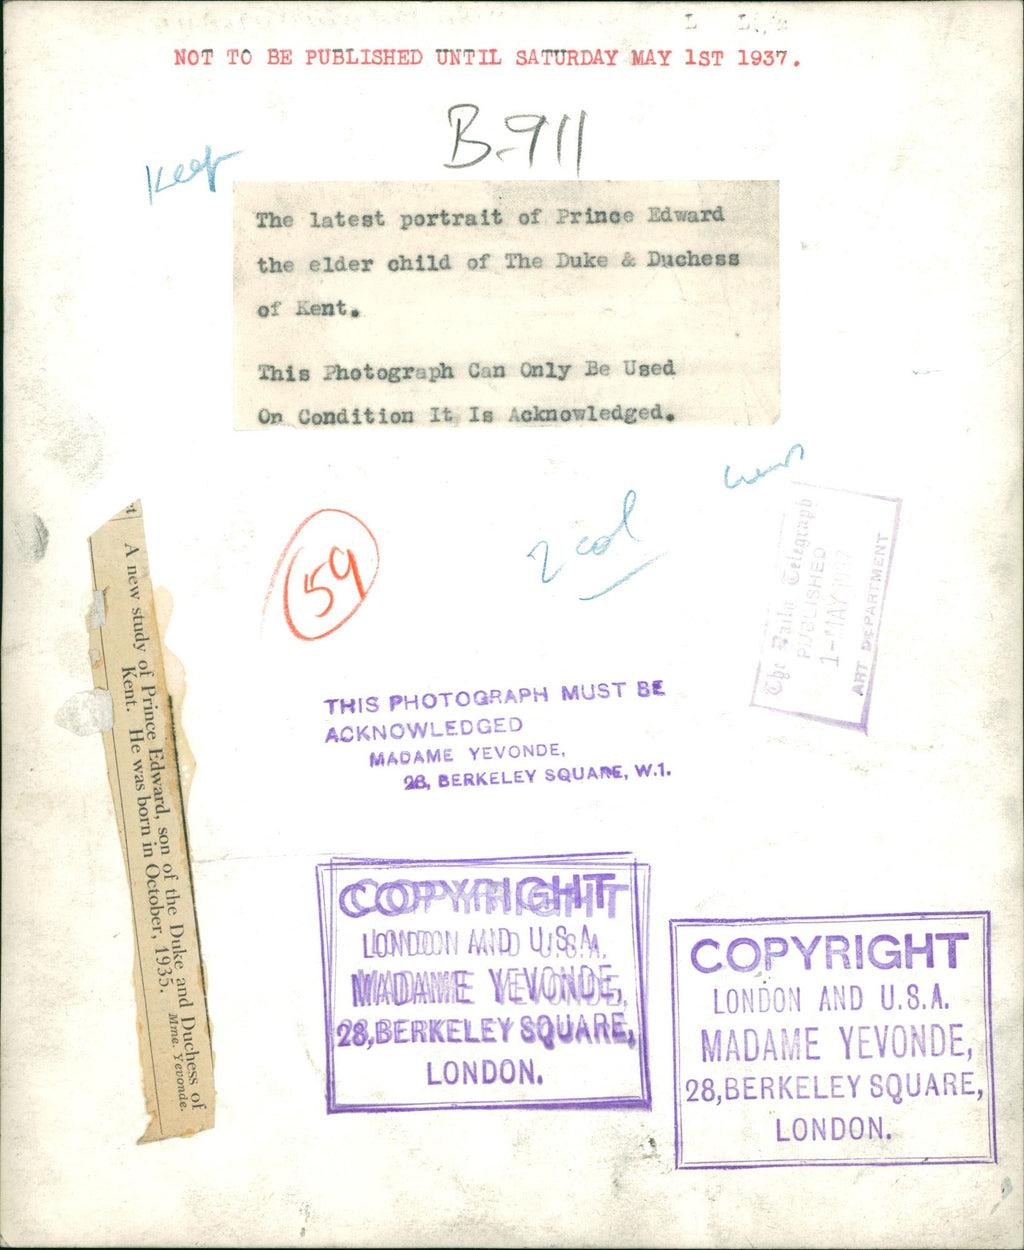 NOT TO BE PUBLISHED UNTIL SATURDAY MAY 1ST 1937.
B-911
Keep
The latest portrait of Prince Edward
the elder child of The Duke & Duchess
of Kent.
This Photograph Can Only Be Used
On Condition It Is Acknowledged.
59
2 col
The Daily Telegraph
PUBLISHED
1-MAY 1937
ART DEPARTMENT
A new study of Prince Edward, son of the Duke and Duchess of
Kent. He was born in October, 1935.
Mme. Yevonde.
THIS PHOTOGRAPH MUST BE
ACKNOWLEDGED
MADAME YEVONDE,
28, BERKELEY SQUARE, W.1.
COPYRIGHT
LONDON AND U.S.A.
MADAME YEVONDE,
28, BERKELEY SQUARE,
LONDON.
COPYRIGHT
LONDON AND U.S.A.
MADAME YEVONDE,
28, BERKELEY SQUARE,
LONDON.